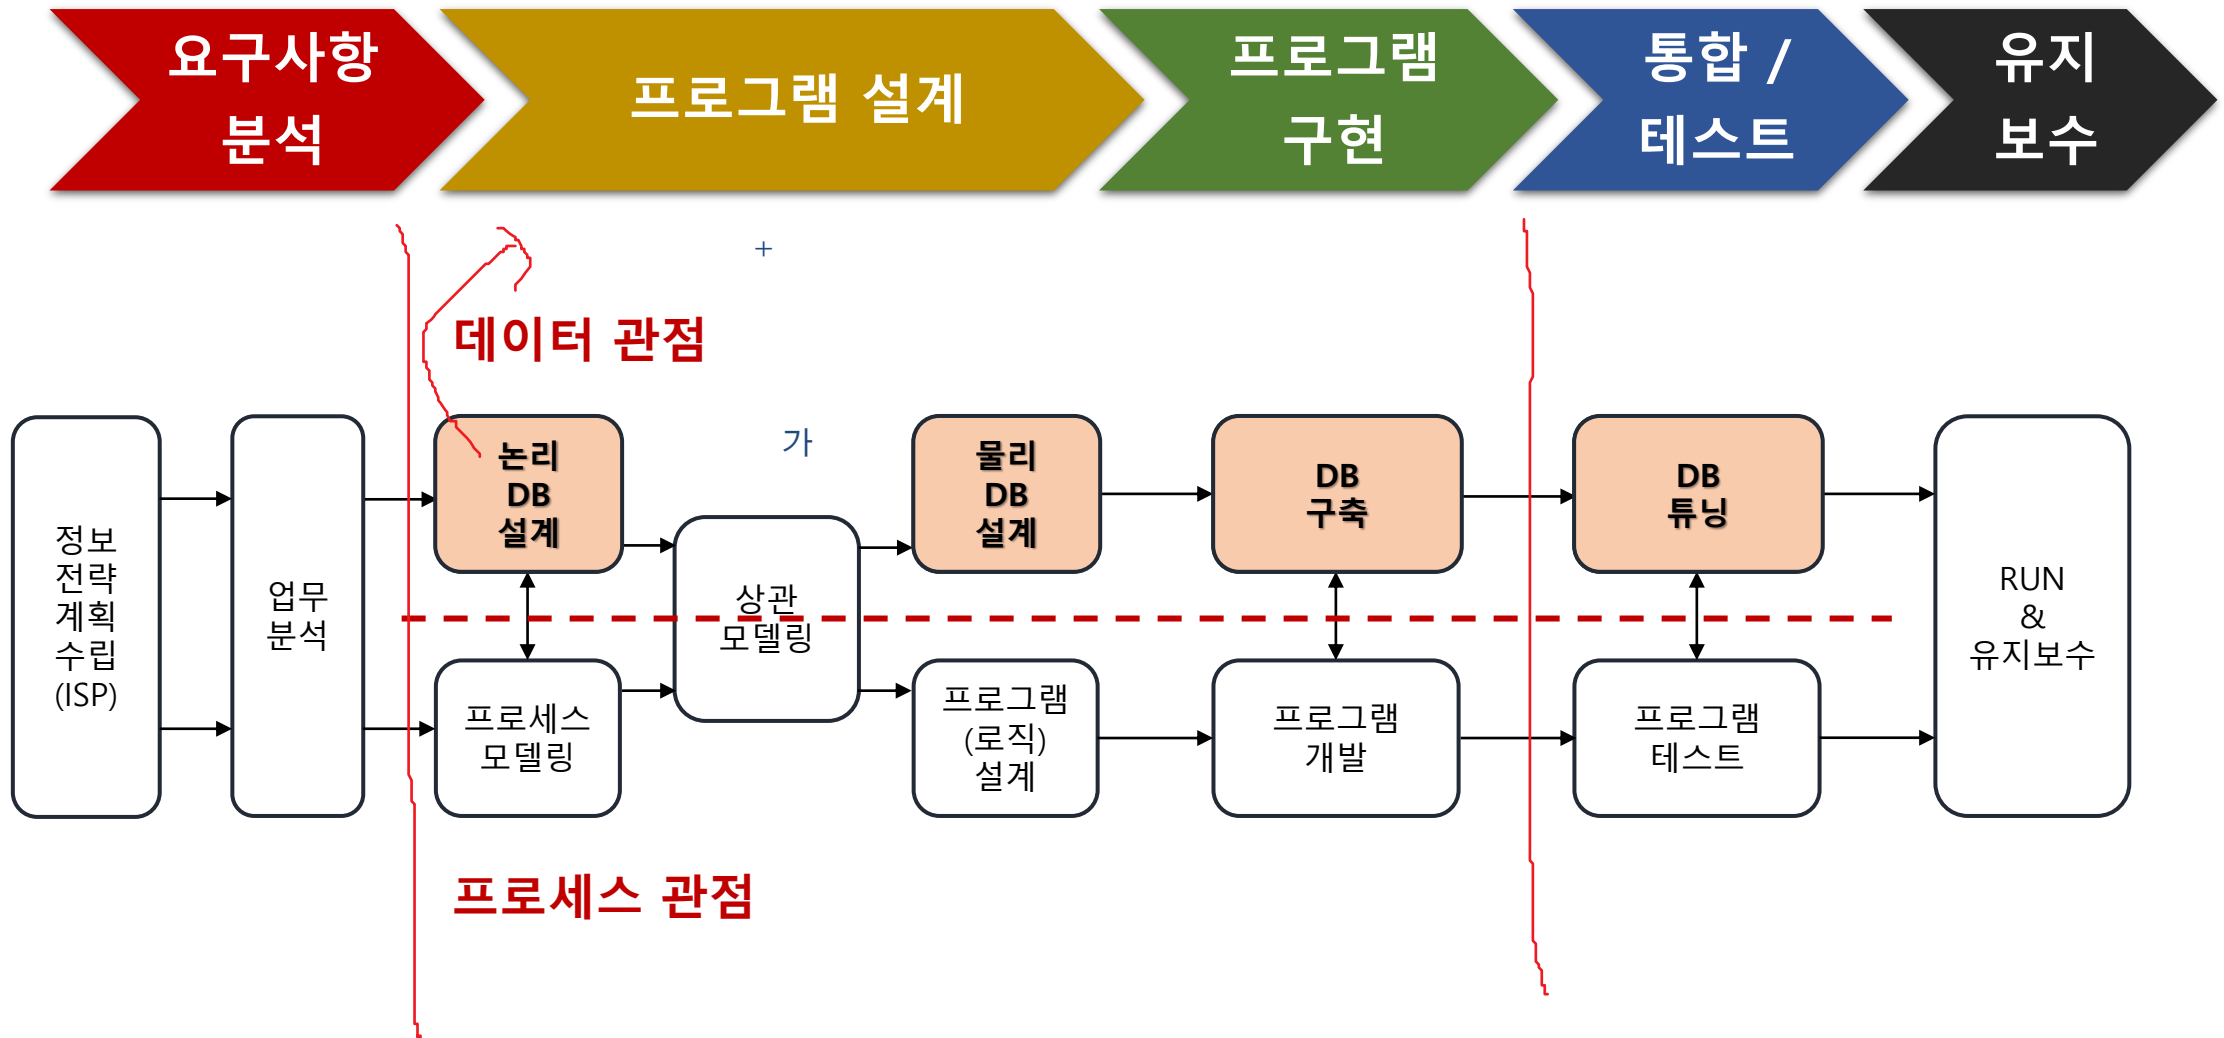 요구사항
분석
프로그램 설계
프로그램
구현
통합 /
테스트
유지
보수
+
데이터 관점
가
정보
전략
계획
수립
(ISP)
업무
분석
논리
DB
설계
프로세스
모델링
상관
모델링
물리
DB
설계
프로그램
(로직)
설계
DB
구축
프로그램
개발
DB
튜닝
프로그램
테스트
RUN
&
유지보수
프로세스 관점